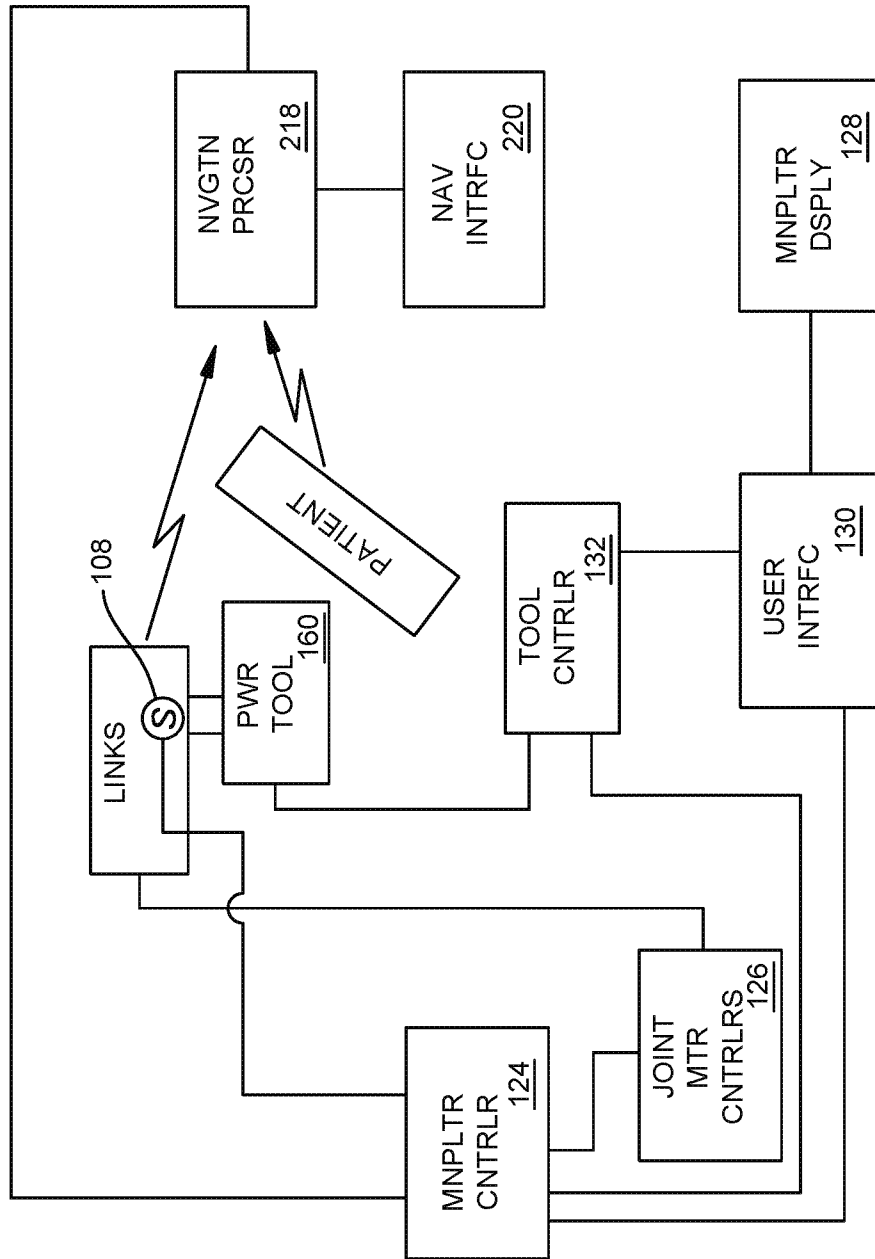 NVGTN
PRCSR
218
NAV
INTRFC
220
MNPLTR
DSPLY
128
108
LINKS
S
PWR
TOOL
160
PATIENT
TOOL
CNTRLR
132
USER
INTRFC
130
MNPLTR
CNTRLR
124
JOINT
MTR
CNTRLRS
126